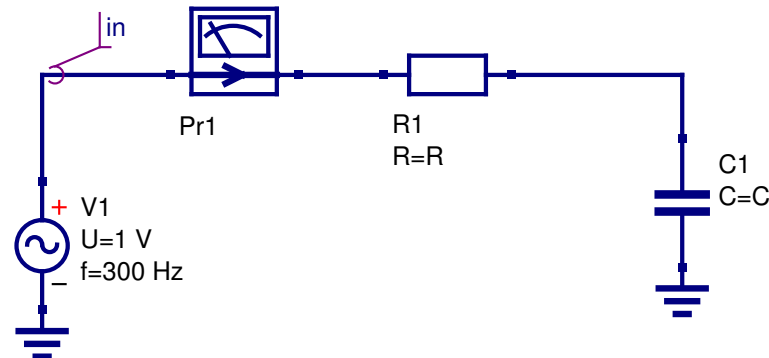 in
Pr1
R1
R=R
C1
C=C
+ V1
U=1 V
f=300 Hz
–